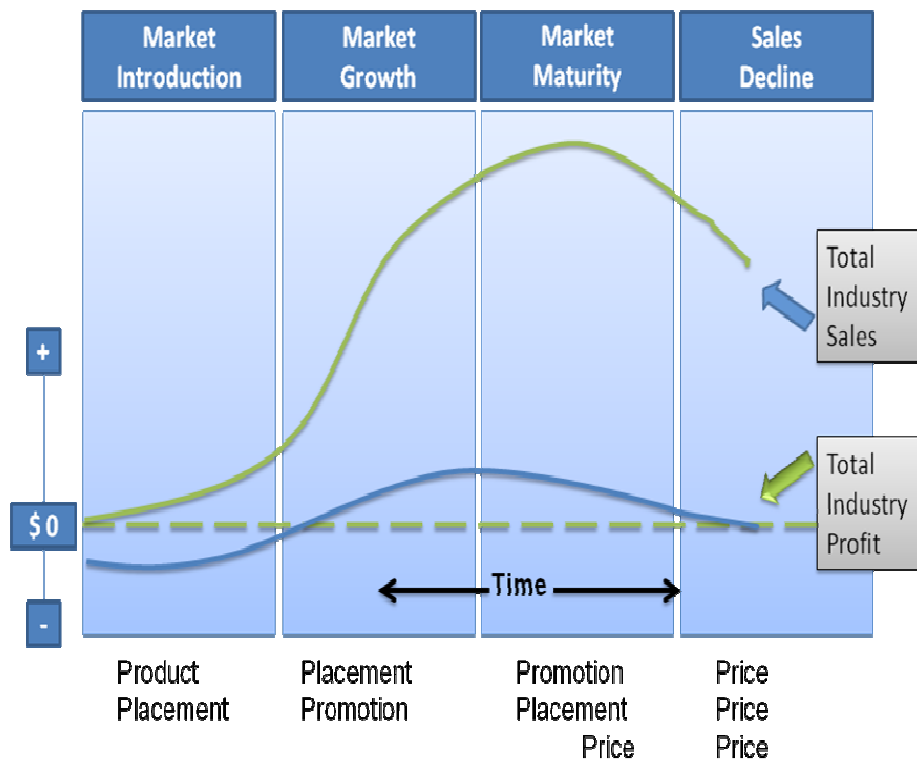 Market
Introduction
Market
Growth
Market
Maturity
Sales
Decline
Total
Industry
Sales
+
Total
Industry
Profit
$0
Time
-
Product
Placement
Placement
Promotion
Promotion
Placement
Price
Price
Price
Price